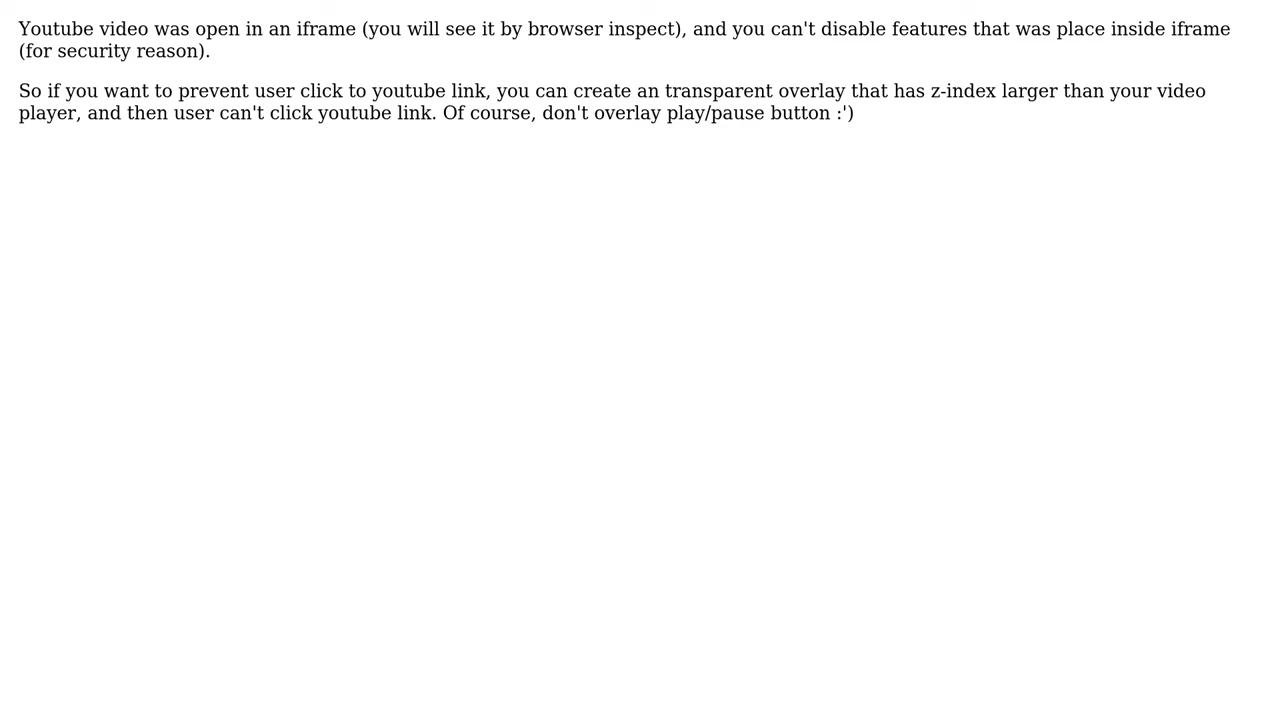 Youtube video was open in an iframe (you will see it by browser inspect), and you can't disable features that was place inside iframe
(for security reason).
So if you want to prevent user click to youtube link, you can create an transparent overlay that has z-index larger than your video
player, and then user can't click youtube link. Of course, don't overlay play/pause button :')